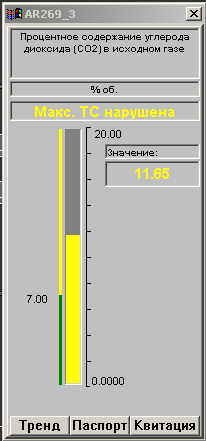 AR269_3
Процентное содержание углерода
диоксида (CO2) в исходном газе
% об.
Макс. ТС нарушена
20.00
Значение:
11.65
7.00
0.0000
Тренд Паспорт Квитация